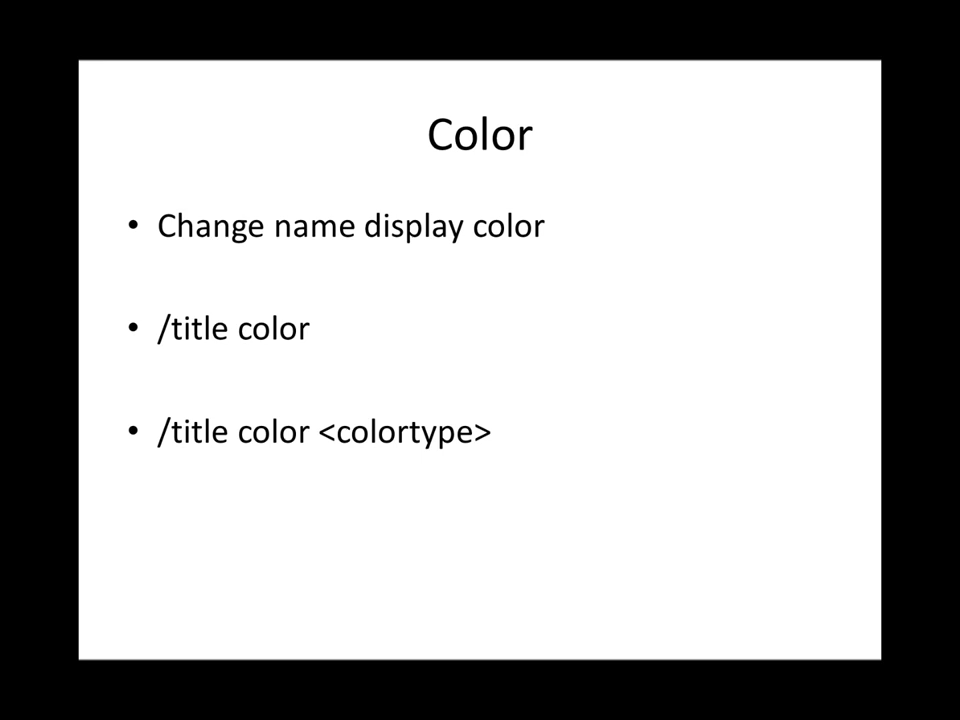 Color
• Change name display color
• /title color
• /title color <colortype>